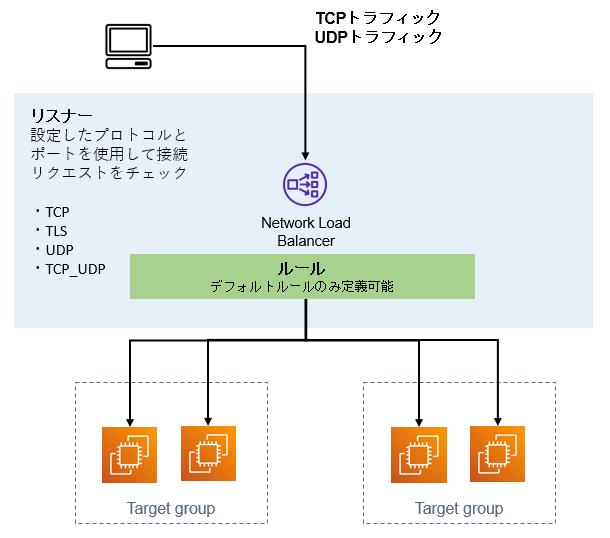 TCPトラフィック
UDPトラフィック
リスナー
設定したプロトコルと
ポートを使用して接続
リクエストをチェック
・TCP
・TLS
・UDP
・TCP_UDP
Network Load
Balancer
ルール
デフォルトルールのみ定義可能
Target group
Target group